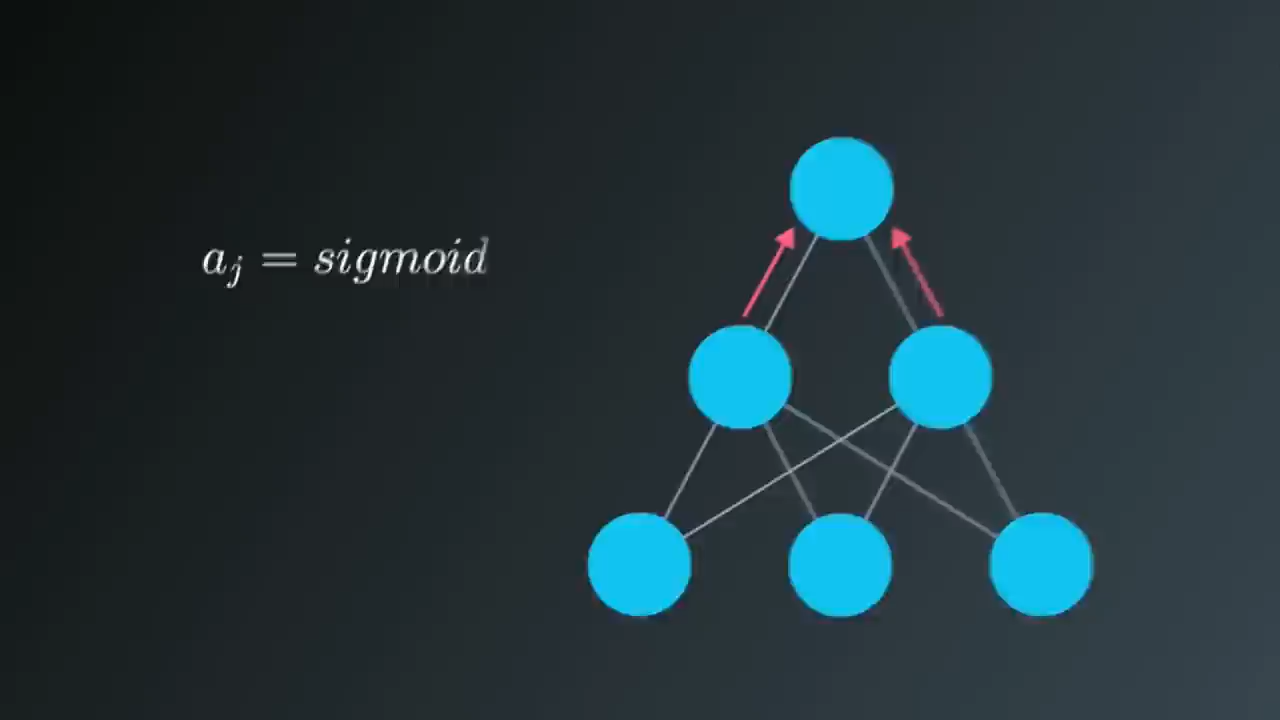 a_j = sigmoid